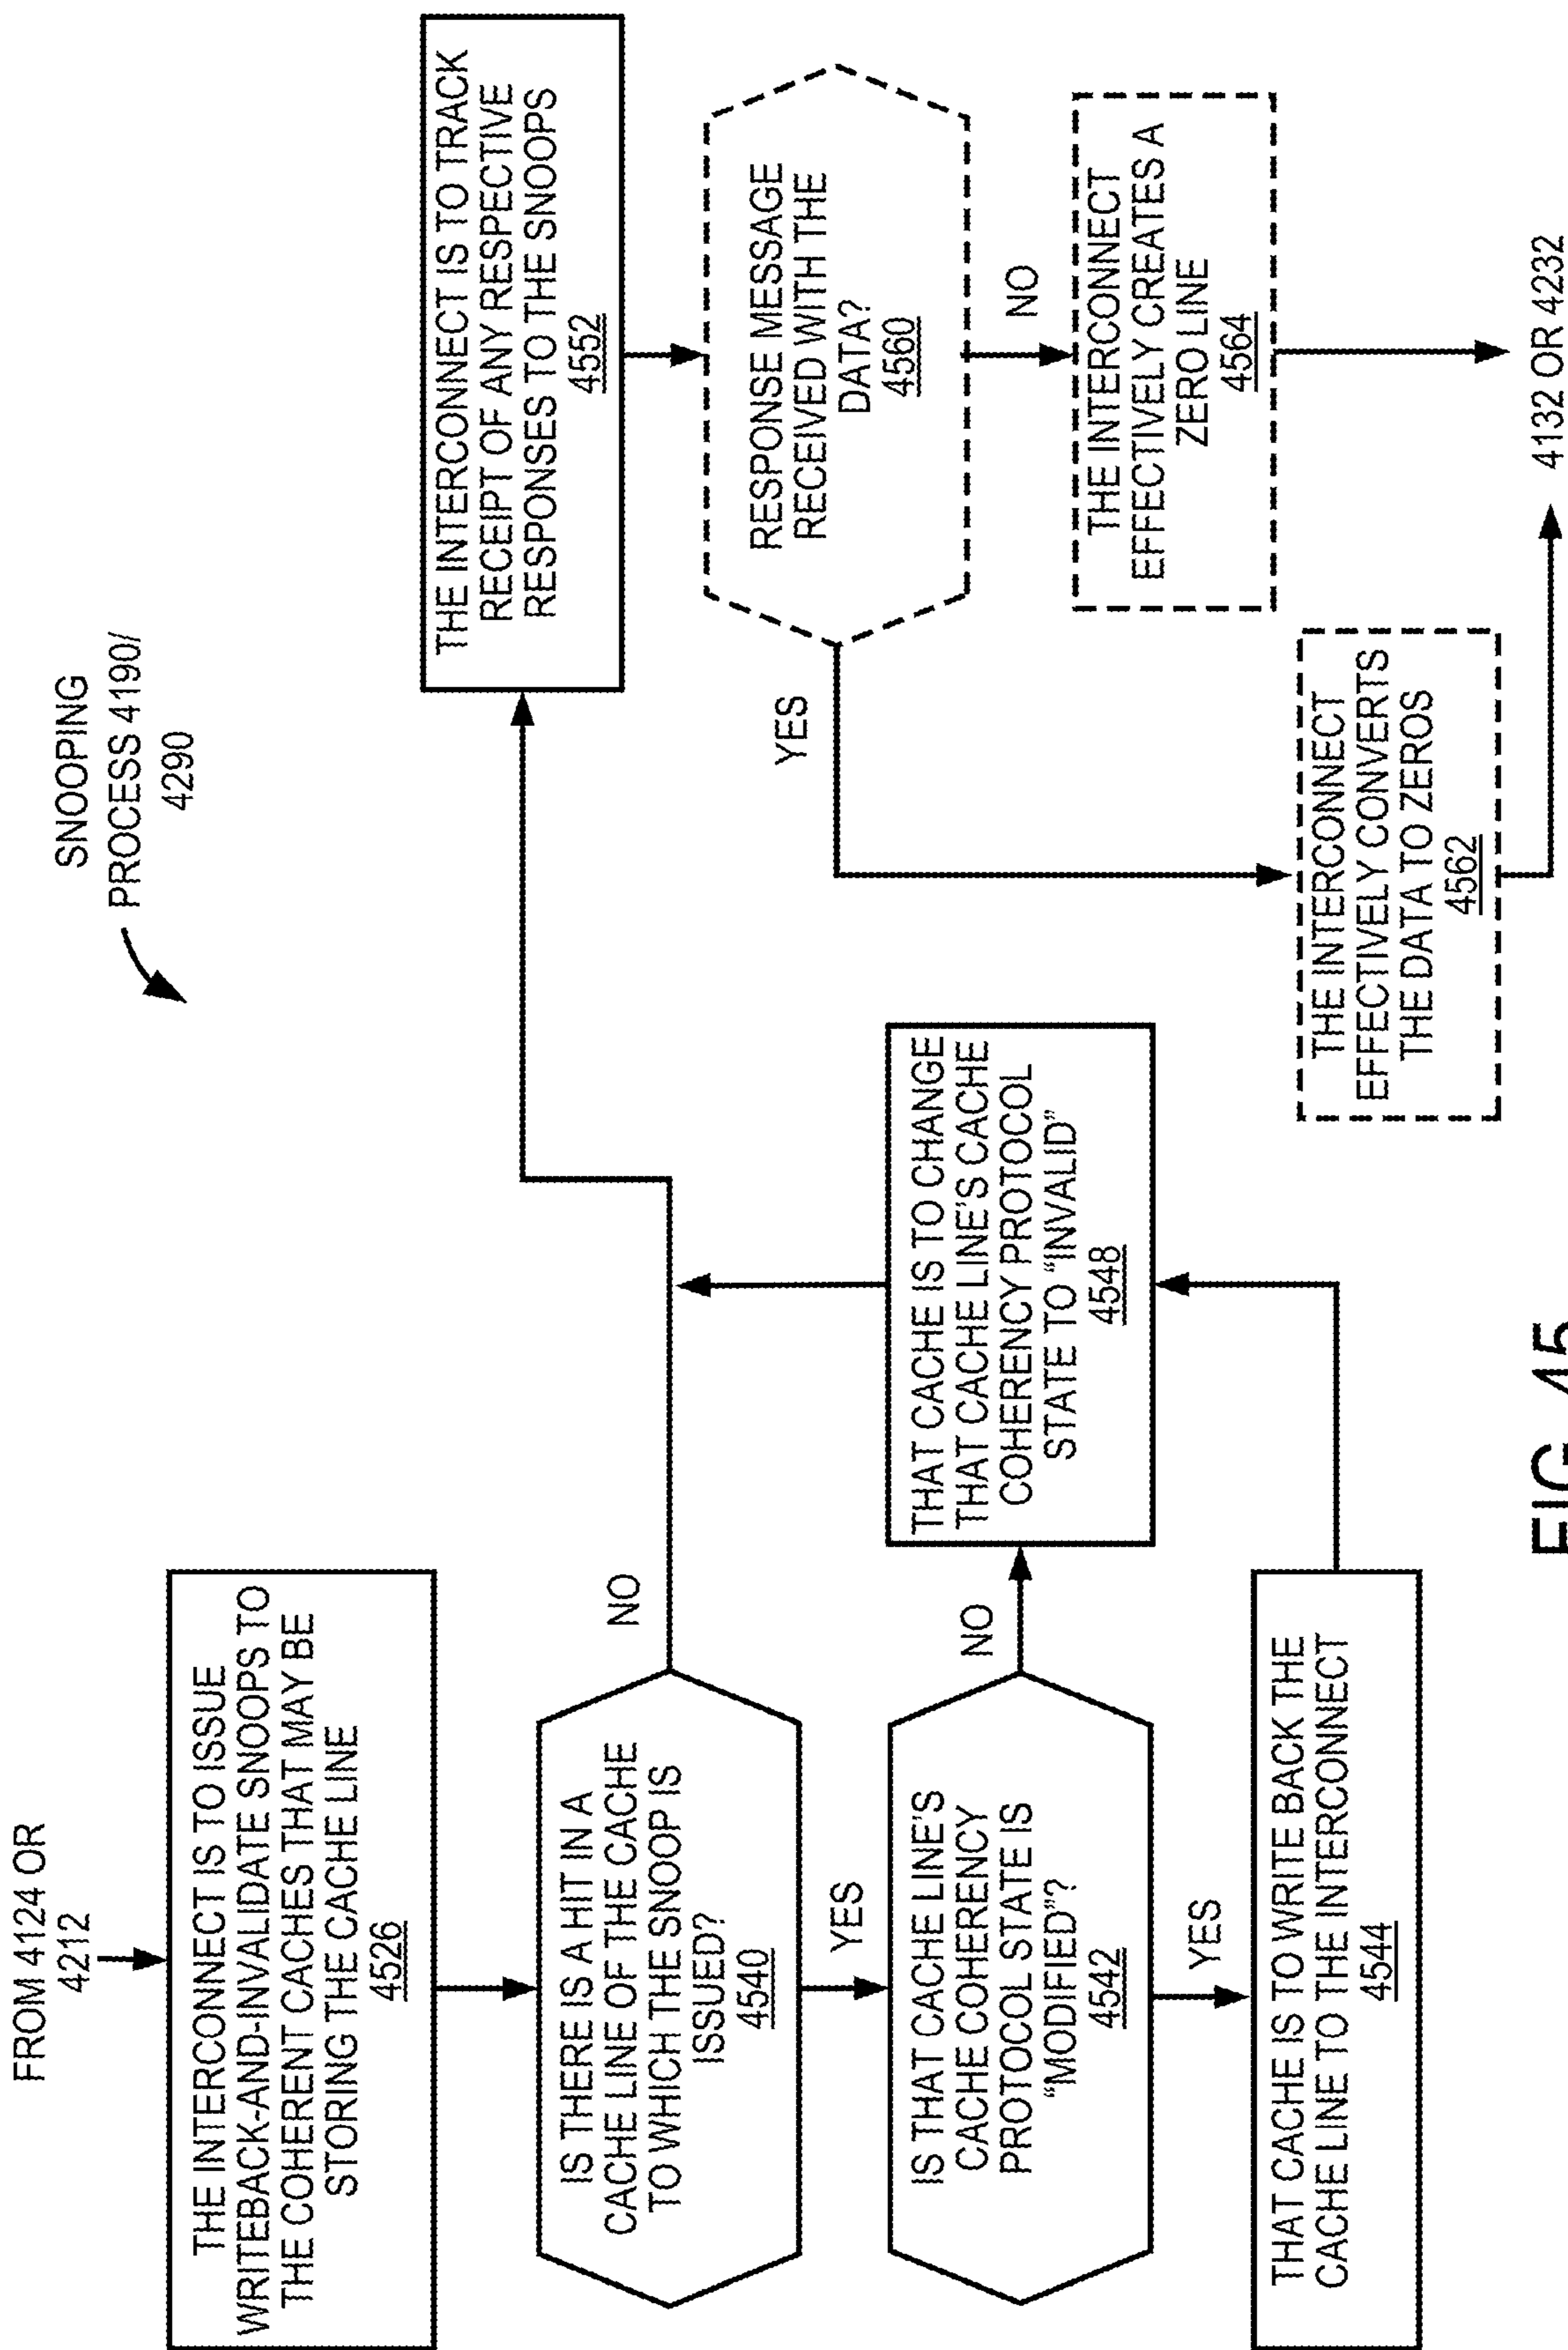 SNOOPING
PROCESS 4190/
4290
FROM 4124 OR
4212
THE INTERCONNECT IS TO ISSUE
WRITEBACK-AND-INVALIDATE SNOOPS TO
THE COHERENT CACHES THAT MAY BE
STORING THE CACHE LINE
4526
IS THERE IS A HIT IN A
CACHE LINE OF THE CACHE
TO WHICH THE SNOOP IS
ISSUED?
4540
NO
YES
IS THAT CACHE LINE'S
CACHE COHERENCY
PROTOCOL STATE IS
"MODIFIED"?
4542
NO
YES
THAT CACHE IS TO WRITE BACK THE
CACHE LINE TO THE INTERCONNECT
4544
THAT CACHE IS TO CHANGE
THAT CACHE LINE'S CACHE
COHERENCY PROTOCOL
STATE TO "INVALID"
4548
THE INTERCONNECT IS TO TRACK
RECEIPT OF ANY RESPECTIVE
RESPONSES TO THE SNOOPS
4552
RESPONSE MESSAGE
RECEIVED WITH THE
DATA?
4560
YES
NO
THE INTERCONNECT
EFFECTIVELY CONVERTS
THE DATA TO ZEROS
4562
THE INTERCONNECT
EFFECTIVELY CREATES A
ZERO LINE
4564
4132 OR 4232
FIG. 45